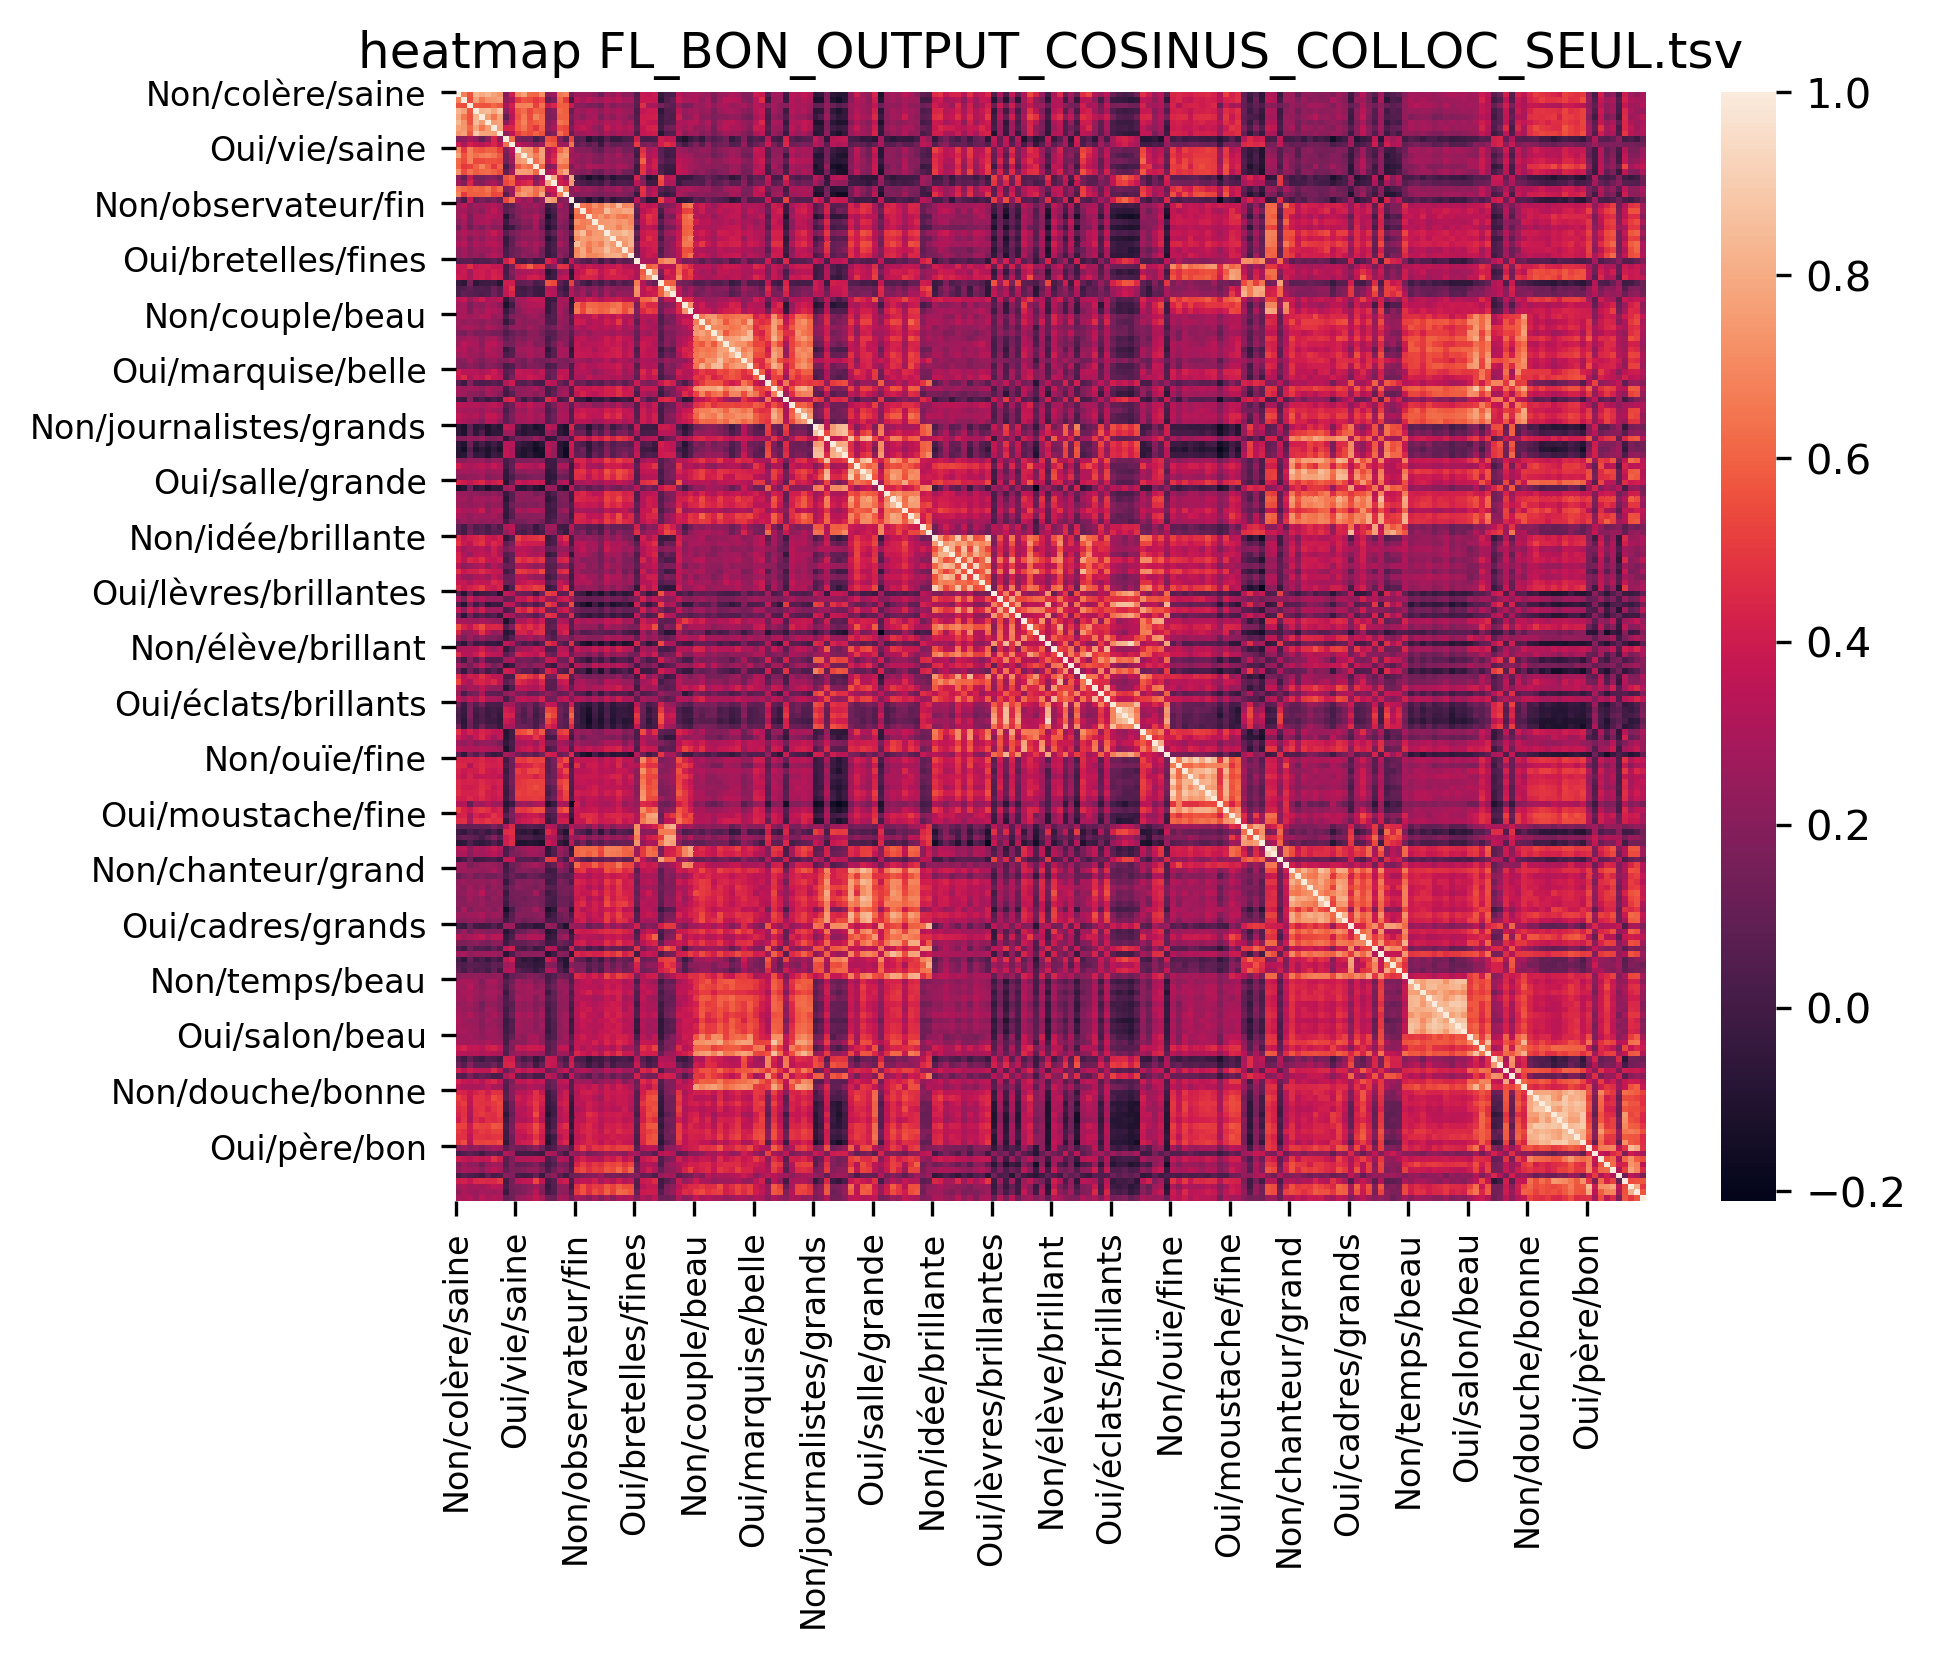 heatmap FL_BON_OUTPUT_COSINUS_COLLOC_SEUL.tsv
Non/colère/saine
Oui/vie/saine
Non/observateur/fin
Oui/bretelles/fines
Non/couple/beau
Oui/marquise/belle
Non/journalistes/grands
Oui/salle/grande
Non/idée/brillante
Oui/lèvres/brillantes
Non/élève/brillant
Oui/éclats/brillants
Non/ouïe/fine
Oui/moustache/fine
Non/chanteur/grand
Oui/cadres/grands
Non/temps/beau
Oui/salon/beau
Non/douche/bonne
Oui/père/bon
Non/colère/saine
Oui/vie/saine
Non/observateur/fin
Oui/bretelles/fines
Non/couple/beau
Oui/marquise/belle
Non/journalistes/grands
Oui/salle/grande
Non/idée/brillante
Oui/lèvres/brillantes
Non/élève/brillant
Oui/éclats/brillants
Non/ouïe/fine
Oui/moustache/fine
Non/chanteur/grand
Oui/cadres/grands
Non/temps/beau
Oui/salon/beau
Non/douche/bonne
Oui/père/bon
1.0
0.8
0.6
0.4
0.2
0.0
−0.2